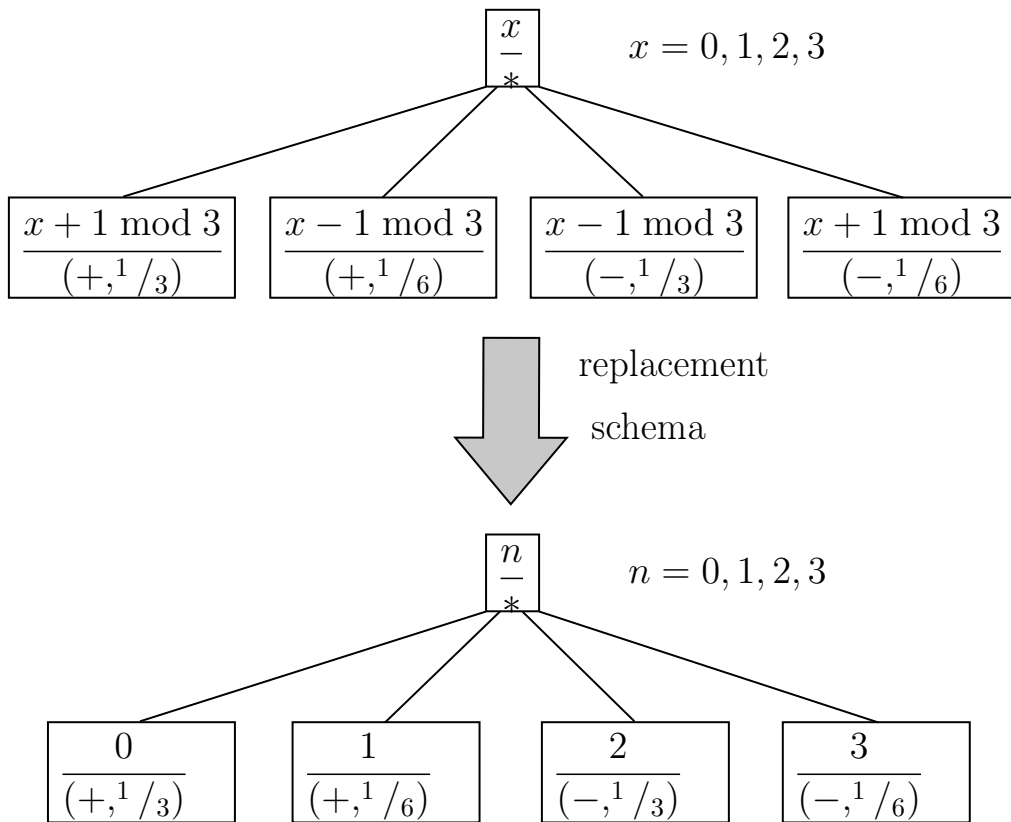 x
*
x = 0, 1, 2, 3
x + 1 mod 3
(+,1/3)
x − 1 mod 3
(+,1/6)
x − 1 mod 3
(−,1/3)
x + 1 mod 3
(−,1/6)
replacement
schema
n
*
n = 0, 1, 2, 3
0
(+,1/3)
1
(+,1/6)
2
(−,1/3)
3
(−,1/6)